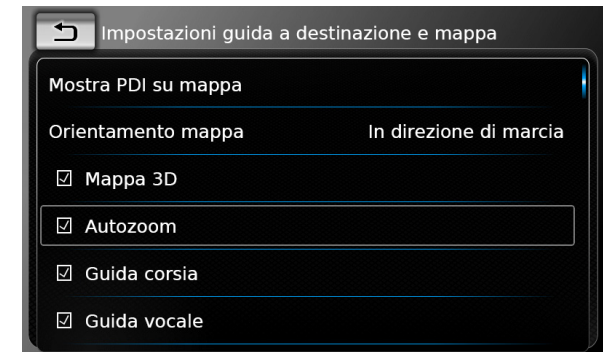 Impostazioni guida a destinazione e mappa
Mostra PDI su mappa
Orientamento mappa In direzione di marcia
Mappa 3D
Autozoom
Guida corsia
Guida vocale